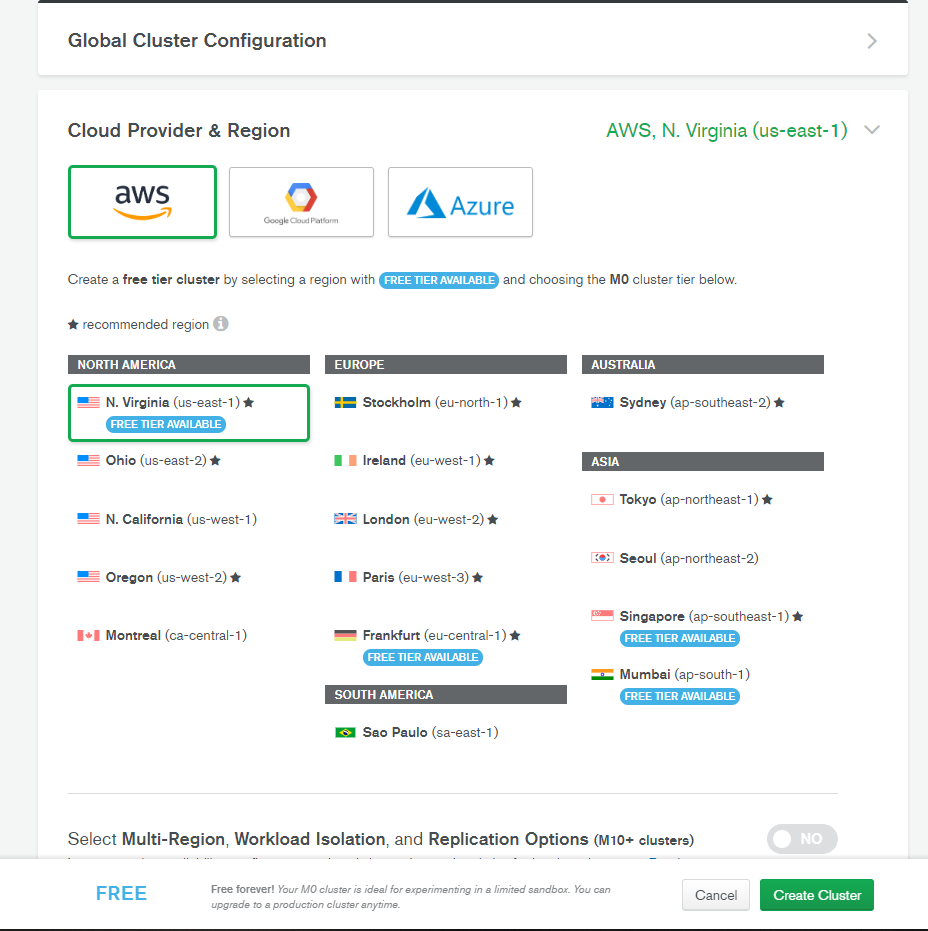 Global Cluster Configuration
Cloud Provider & Region
AWS, N. Virginia (us-east-1)
aws
Google Cloud Platform
Azure
Create a free tier cluster by selecting a region with FREE TIER AVAILABLE and choosing the M0 cluster tier below.
★ recommended region
NORTH AMERICA
N. Virginia (us-east-1) ★
FREE TIER AVAILABLE
Ohio (us-east-2) ★
N. California (us-west-1)
Oregon (us-west-2) ★
Montreal (ca-central-1)
EUROPE
Stockholm (eu-north-1) ★
Ireland (eu-west-1) ★
London (eu-west-2) ★
Paris (eu-west-3) ★
Frankfurt (eu-central-1) ★
FREE TIER AVAILABLE
SOUTH AMERICA
Sao Paulo (sa-east-1)
AUSTRALIA
Sydney (ap-southeast-2) ★
ASIA
Tokyo (ap-northeast-1) ★
Seoul (ap-northeast-2)
Singapore (ap-southeast-1) ★
FREE TIER AVAILABLE
Mumbai (ap-south-1)
FREE TIER AVAILABLE
Select Multi-Region, Workload Isolation, and Replication Options (M10+ clusters)
NO
FREE
Free forever! Your M0 cluster is ideal for experimenting in a limited sandbox. You can
upgrade to a production cluster anytime.
Cancel
Create Cluster